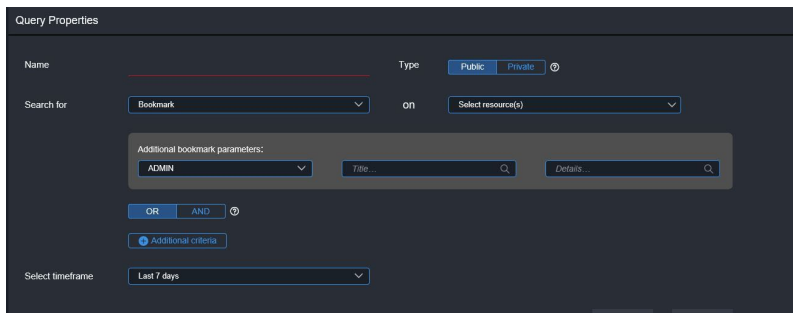 Query Properties
Name
Type Public Private
Search for Bookmark on Select resource(s)
Additional bookmark parameters:
ADMIN Title... Details...
OR AND
Additional criteria
Select timeframe Last 7 days